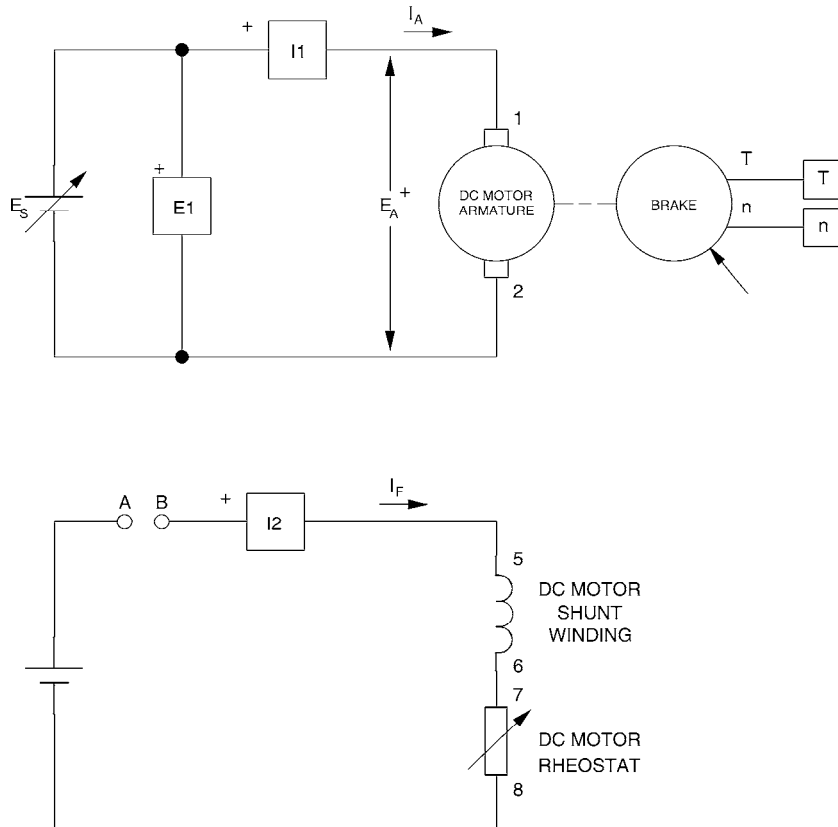 I_A
+
I1
1
+
E_S
E1
E_A
+
DC MOTOR
ARMATURE
BRAKE
T
T
n
n
2
A
B
+
I2
I_F
5
DC MOTOR
SHUNT
WINDING
6
7
DC MOTOR
RHEOSTAT
8